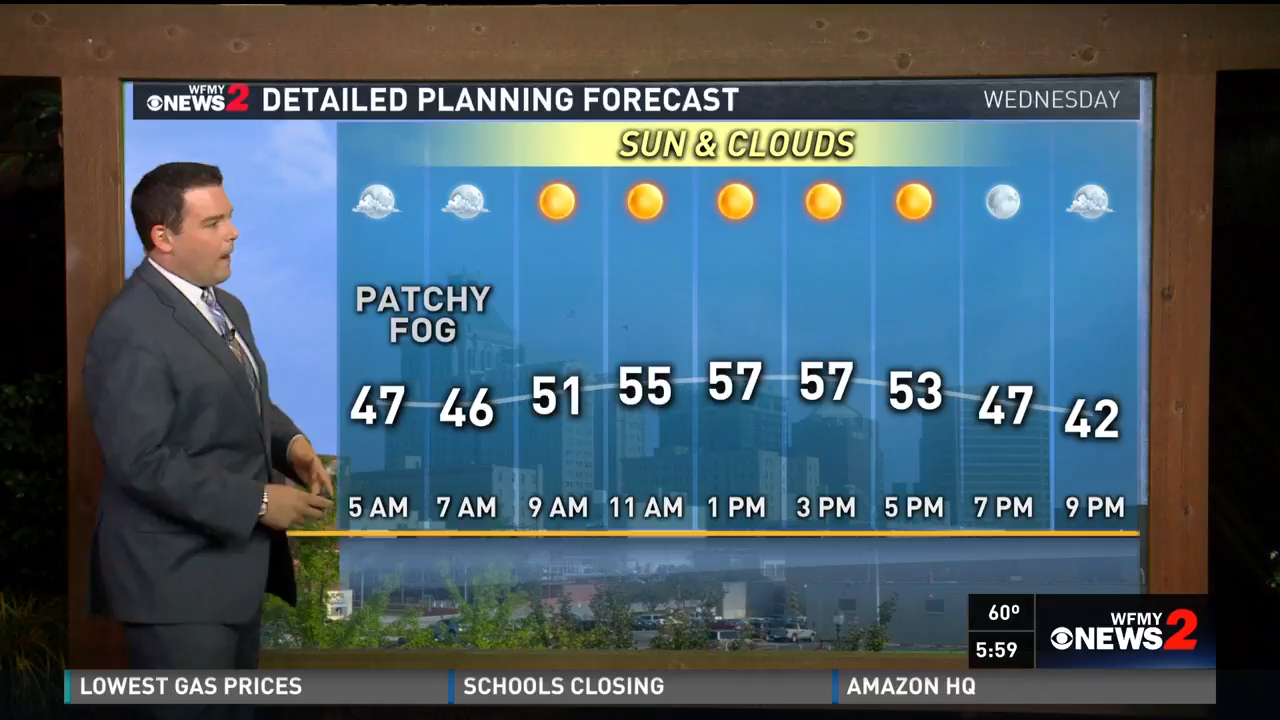 WFMY
NEWS 2 DETAILED PLANNING FORECAST
WEDNESDAY
SUN & CLOUDS
PATCHY
FOG
47 46 51 55 57 57 53 47 42
5 AM 7 AM 9 AM 11 AM 1 PM 3 PM 5 PM 7 PM 9 PM
60°
5:59
WFMY
NEWS 2
LOWEST GAS PRICES
SCHOOLS CLOSING
AMAZON HQ